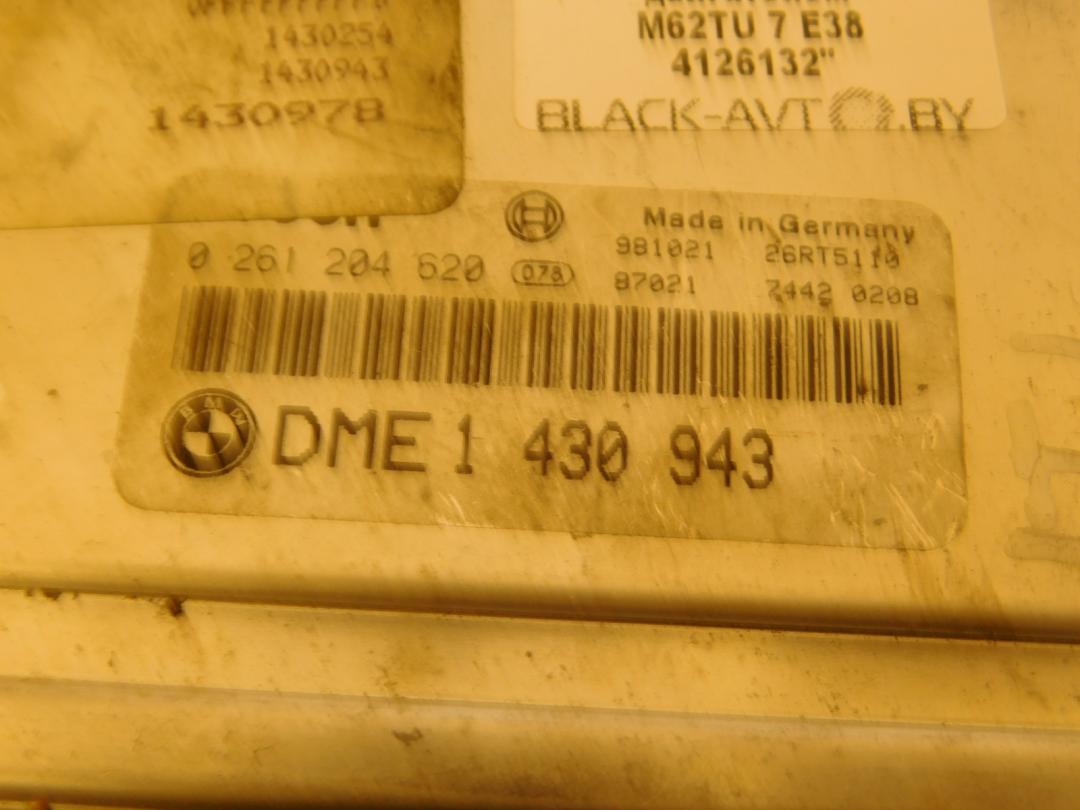 1430254
1430943
1430978
M62TU 7 E38
4126132"
BLACK-AVTO.BY
Made in Germany
0 261 204 620
078
981021 26RT5110
87021 7442 0208
BMW
DME 1 430 943